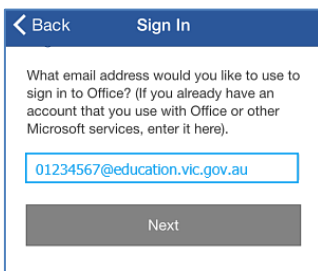 Back Sign In
What email address would you like to use to
sign in to Office? (If you already have an
account that you use with Office or other
Microsoft services, enter it here).
01234567@education.vic.gov.au
Next